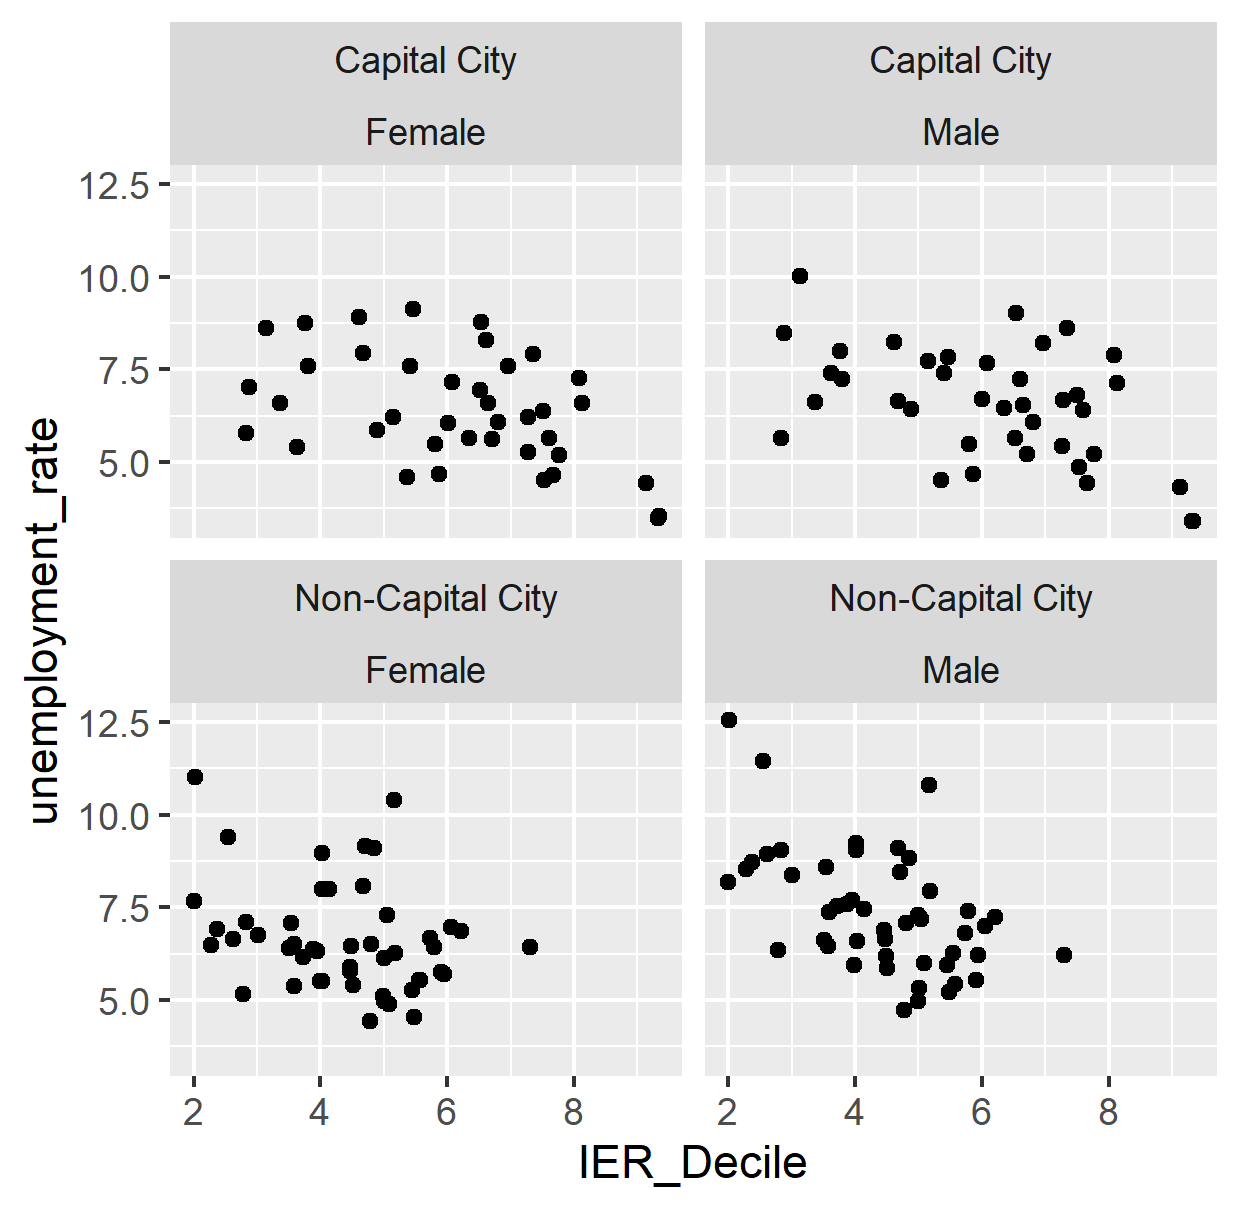 Capital City
Female
Capital City
Male
12.5
10.0
7.5
5.0
Non-Capital City
Female
Non-Capital City
Male
12.5
10.0
7.5
5.0
2 4 6 8
2 4 6 8
IER_Decile
unemployment_rate